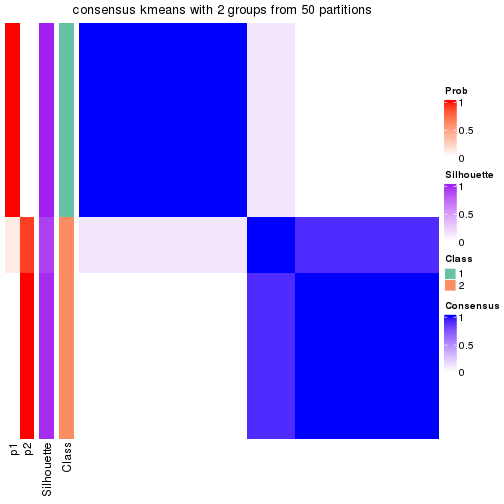 consensus kmeans with 2 groups from 50 partitions
Prob
1
0.5
0
Silhouette
1
0.5
0
Class
1
2
Consensus
1
0.5
0
p1
p2
Silhouette
Class